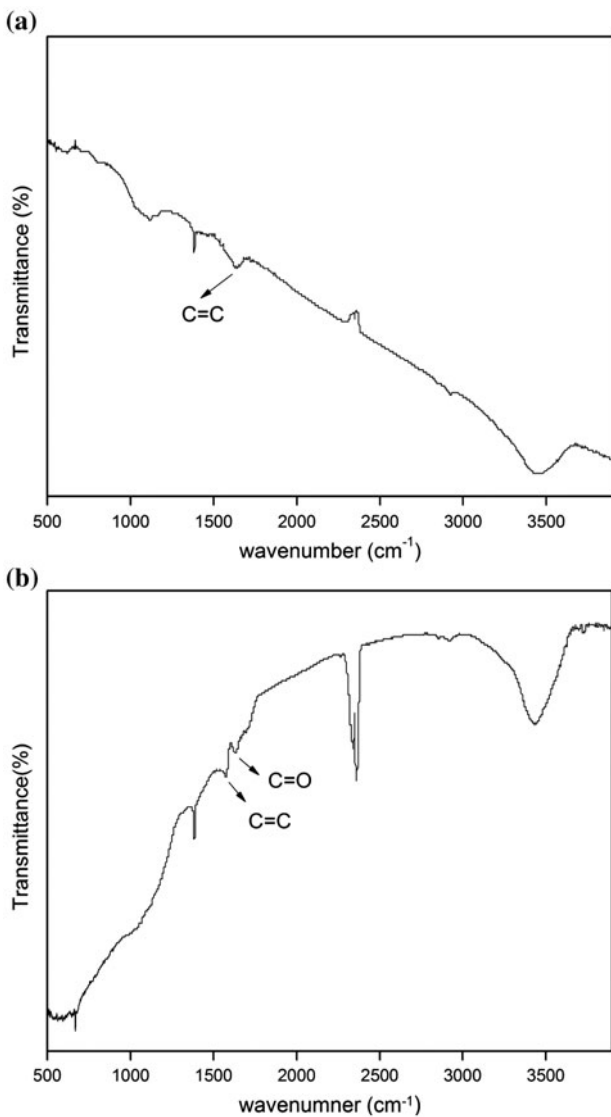 (a)
Transmittance (%)
C=C
500 1000 1500 2000 2500 3000 3500
wavenumber (cm⁻¹)
(b)
Transmittance(%)
C=O
C=C
500 1000 1500 2000 2500 3000 3500
wavenumner (cm⁻¹)